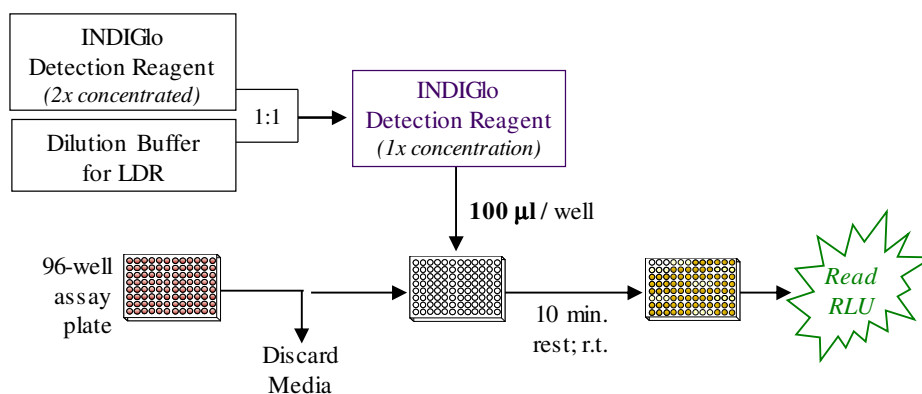 INDIGlo
Detection Reagent
(2x concentrated)
Dilution Buffer
for LDR
1:1
INDIGlo
Detection Reagent
(1x concentration)
100 µl / well
96-well
assay
plate
Discard
Media
10 min.
rest; r.t.
Read
RLU